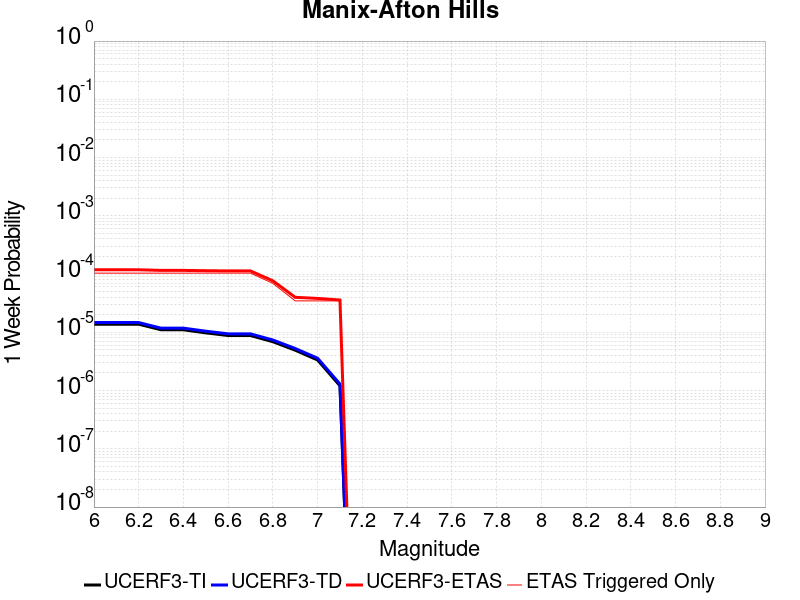 Manix-Afton Hills
10^0
10^-1
10^-2
10^-3
10^-4
10^-5
10^-6
10^-7
10^-8
1 Week Probability
6 6.2 6.4 6.6 6.8 7 7.2 7.4 7.6 7.8 8 8.2 8.4 8.6 8.8 9
Magnitude
UCERF3-TI UCERF3-TD UCERF3-ETAS ETAS Triggered Only